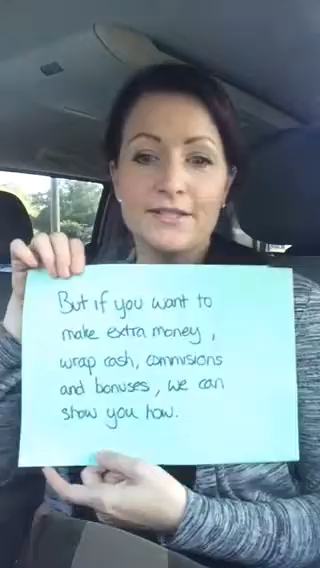 But if you want to
make extra money,
wrap cash, commisions
and bonuses, we can
show you how.